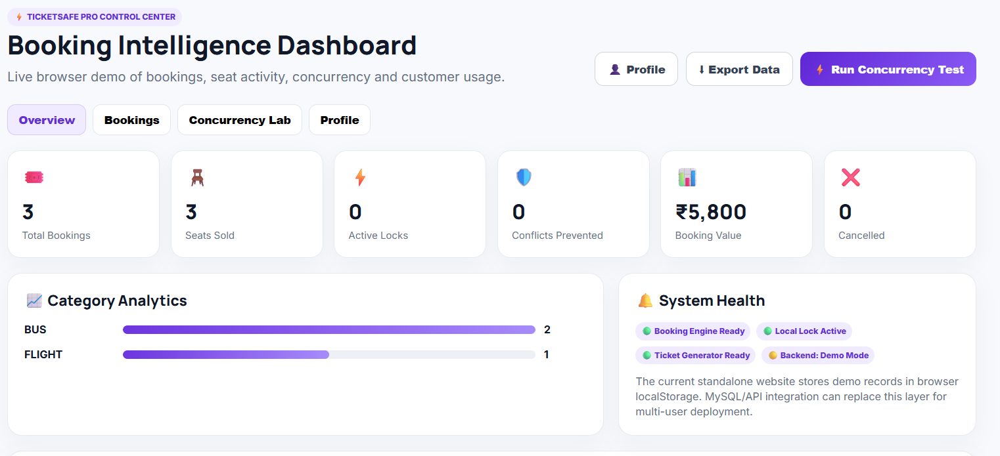 TICKETSAFE PRO CONTROL CENTER
Booking Intelligence Dashboard
Live browser demo of bookings, seat activity, concurrency and customer usage.
Profile
Export Data
Run Concurrency Test
Overview
Bookings
Concurrency Lab
Profile
3
Total Bookings
3
Seats Sold
0
Active Locks
0
Conflicts Prevented
₹5,800
Booking Value
0
Cancelled
Category Analytics
BUS 2
FLIGHT 1
System Health
Booking Engine Ready
Local Lock Active
Ticket Generator Ready
Backend: Demo Mode
The current standalone website stores demo records in browser
localStorage. MySQL/API integration can replace this layer for
multi-user deployment.